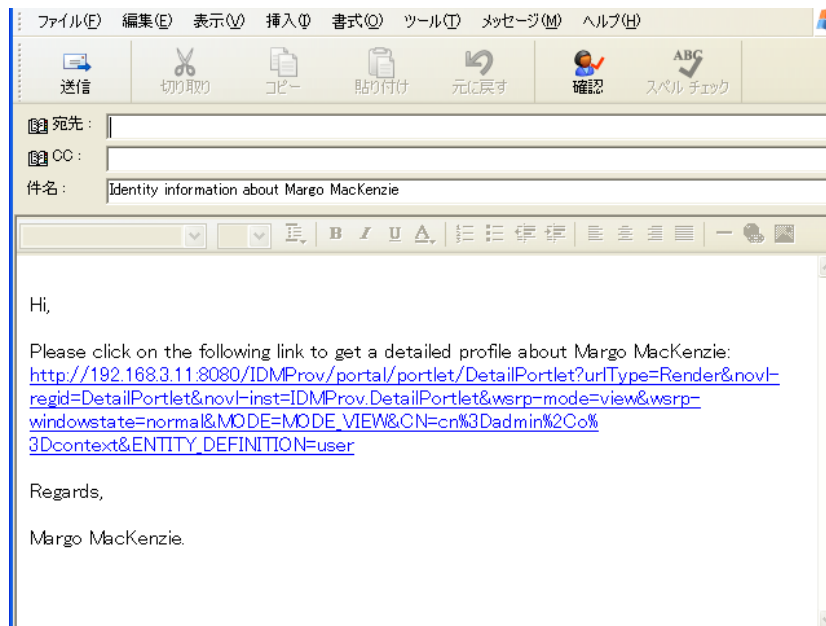 ファイル(F) 編集(E) 表示(V) 挿入(I) 書式(O) ツール(T) メッセージ(M) ヘルプ(H)
送信 切り取り コピー 貼り付け 元に戻す 確認 ABC スペル チェック
宛先:
CC:
件名: Identity information about Margo MacKenzie
B I U A
Hi,
Please click on the following link to get a detailed profile about Margo MacKenzie:
http://192.168.3.11:8080/IDMProv/portal/portlet/DetailPortlet?urlType=Render&novl-
regid=DetailPortlet&novl-inst=IDMProv.DetailPortlet&wsrp-mode=view&wsrp-
windowstate=normal&MODE=MODE_VIEW&CN=cn%3Dadmin%2Co%
3Dcontext&ENTITY_DEFINITION=user
Regards,
Margo MacKenzie.